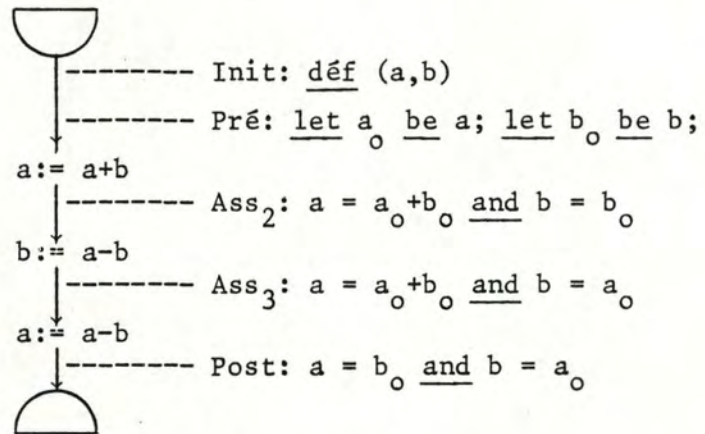 Init: déf (a,b)
Pré: let a₀ be a; let b₀ be b;
a:= a+b
Ass₂: a = a₀+b₀ and b = b₀
b:= a-b
Ass₃: a = a₀+b₀ and b = a₀
a:= a-b
Post: a = b₀ and b = a₀